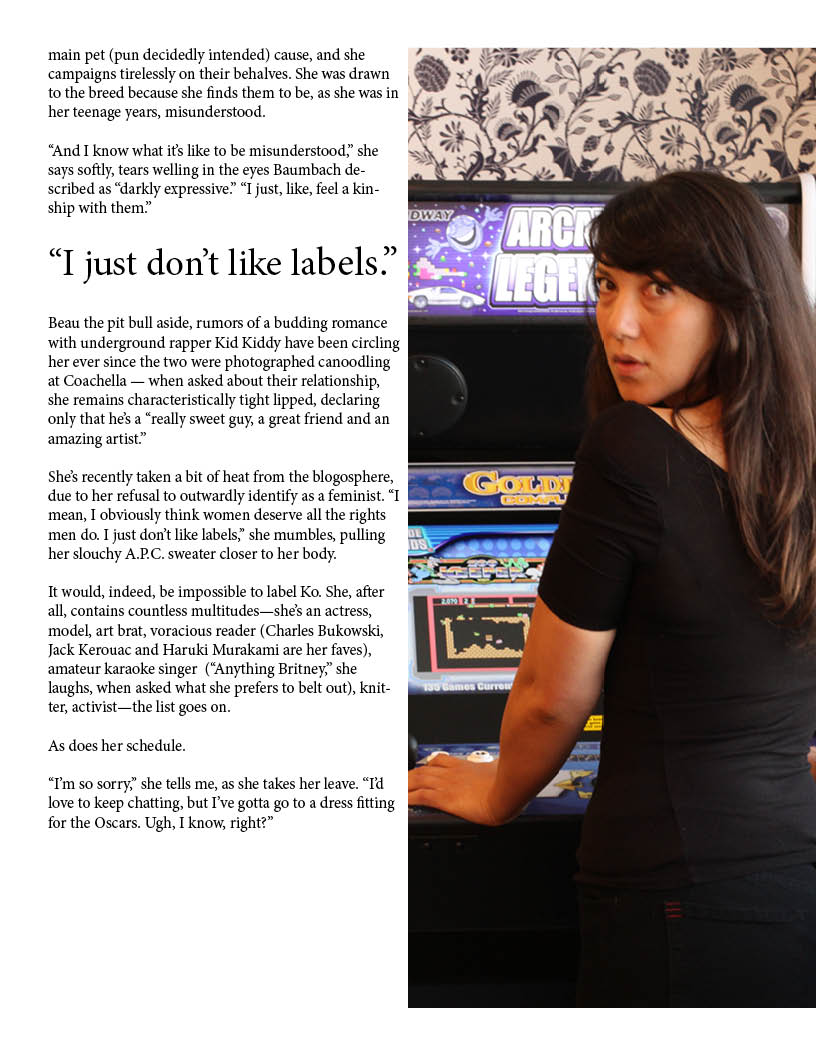 main pet (pun decidedly intended) cause, and she
campaigns tirelessly on their behalves. She was drawn
to the breed because she finds them to be, as she was in
her teenage years, misunderstood.
“And I know what it’s like to be misunderstood,” she
says softly, tears welling in the eyes Baumbach de-
scribed as “darkly expressive.” “I just, like, feel a kin-
ship with them.”
“I just don’t like labels.”
Beau the pit bull aside, rumors of a budding romance
with underground rapper Kid Kiddy have been circling
her ever since the two were photographed canoodling
at Coachella — when asked about their relationship,
she remains characteristically tight lipped, declaring
only that he’s a “really sweet guy, a great friend and an
amazing artist.”
She’s recently taken a bit of heat from the blogosphere,
due to her refusal to outwardly identify as a feminist. “I
mean, I obviously think women deserve all the rights
men do. I just don’t like labels,” she mumbles, pulling
her slouchy A.P.C. sweater closer to her body.
It would, indeed, be impossible to label Ko. She, after
all, contains countless multitudes—she’s an actress,
model, art brat, voracious reader (Charles Bukowski,
Jack Kerouac and Haruki Murakami are her faves),
amateur karaoke singer  (“Anything Britney,” she
laughs, when asked what she prefers to belt out), knit-
ter, activist—the list goes on.
As does her schedule.
“I’m so sorry,” she tells me, as she takes her leave. “I’d
love to keep chatting, but I’ve gotta go to a dress fitting
for the Oscars. Ugh, I know, right?”
DWAY
ARCA
LEGEN
GOLD
COMPL
2,070
135 Games Curren